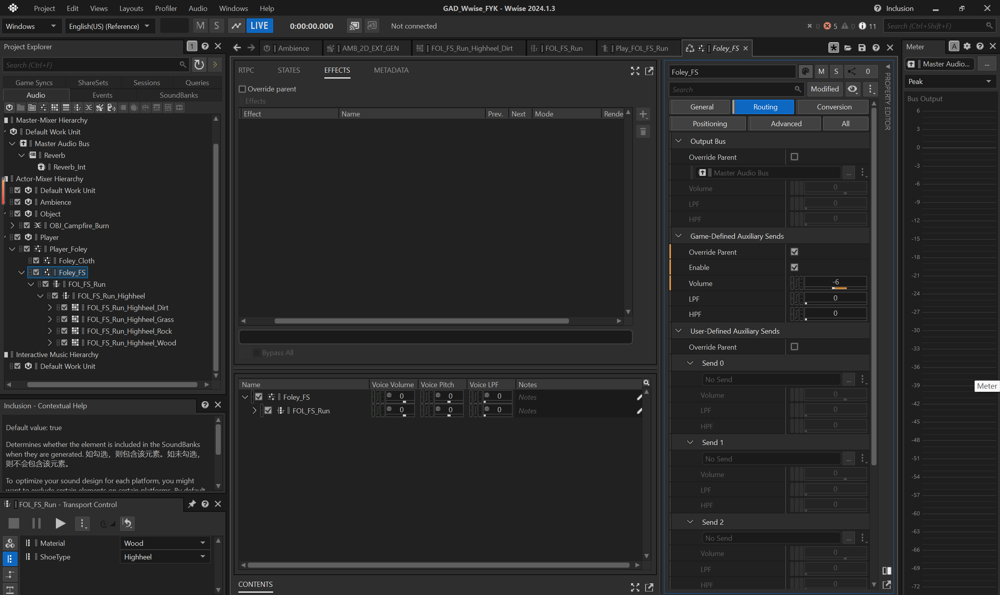 Project Edit Views Layouts Profiler Audio Windows Help
GAD_Wwise_FYK - Wwise 2024.1.3
Inclusion
Windows
English(US) (Reference)
M S
LIVE
0:00:00.000
Not connected
0 5 0 11
Search (Ctrl+Shift+F)
Project Explorer
1
Search (Ctrl+F)
Game Syncs ShareSets Sessions Queries
Audio Events SoundBanks
Master-Mixer Hierarchy
Default Work Unit
Master Audio Bus
Reverb
Reverb_Int
Actor-Mixer Hierarchy
Default Work Unit
Ambience
Object
OBJ_Campfire_Burn
Player
Player_Foley
Foley_Cloth
Foley_FS
FOL_FS_Run
FOL_FS_Run_Highheel
FOL_FS_Run_Highheel_Dirt
FOL_FS_Run_Highheel_Grass
FOL_FS_Run_Highheel_Rock
FOL_FS_Run_Highheel_Wood
Interactive Music Hierarchy
Default Work Unit
Inclusion - Contextual Help
Default value: true
Determines whether the element is included in the SoundBanks
when they are generated. 如勾选，则包含该元素。如未勾选，
则不会包含该元素。
To optimize your sound design for each platform, you might
want to exclude certain elements on certain platforms. By default
FOL_FS_Run - Transport Control
Material Wood
ShoeType Highheel
Ambience AMB_2D_EXT_GEN FOL_FS_Run_Highheel_Dirt FOL_FS_Run Play_FOL_FS_Run Foley_FS
RTPC STATES EFFECTS METADATA
Override parent
Effects
Effect Name Prev. Next Mode Rende
Bypass All
Name Voice Volume Voice Pitch Voice LPF Notes
Foley_FS 0 0 0 Notes
FOL_FS_Run 0 0 0 Notes
CONTENTS
Foley_FS M S 0
Search Modified
General Routing Conversion
Positioning Advanced All
PROPERTY EDITOR
Output Bus
Override Parent
Master Audio Bus ...
Volume 0
LPF 0
HPF 0
Game-Defined Auxiliary Sends
Override Parent
Enable
Volume -6
LPF 0
HPF 0
User-Defined Auxiliary Sends
Override Parent
Send 0
No Send ...
Volume 0
LPF 0
HPF 0
Send 1
No Send ...
Volume 0
LPF 0
HPF 0
Send 2
No Send ...
Volume 0
LPF 0
HPF 0
Meter A
Master Audio... ...
Peak
Bus Output
6
3
0
-3
-6
-9
-12
-15
-18
-21
-24
-27
-30
-33
-36
-39
-42
-45
-48
-51
-54
-57
-60
-63
-66
-69
-72
Meter